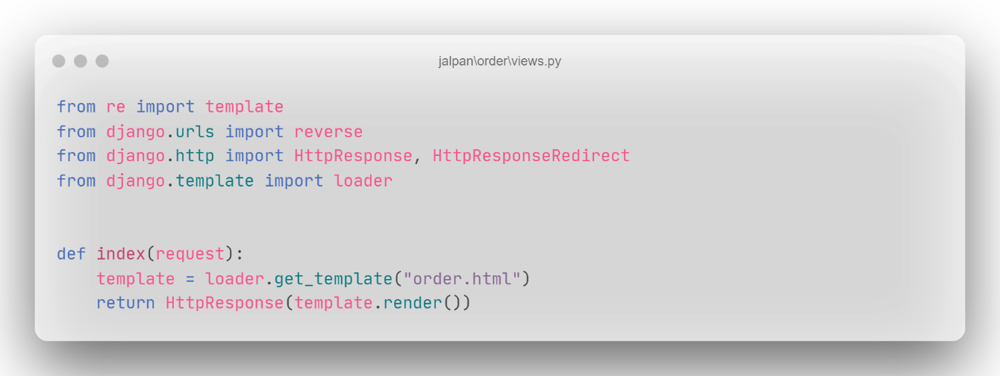 jalpan\order\views.py
from re import template
from django.urls import reverse
from django.http import HttpResponse, HttpResponseRedirect
from django.template import loader
def index(request):
    template = loader.get_template("order.html")
    return HttpResponse(template.render())